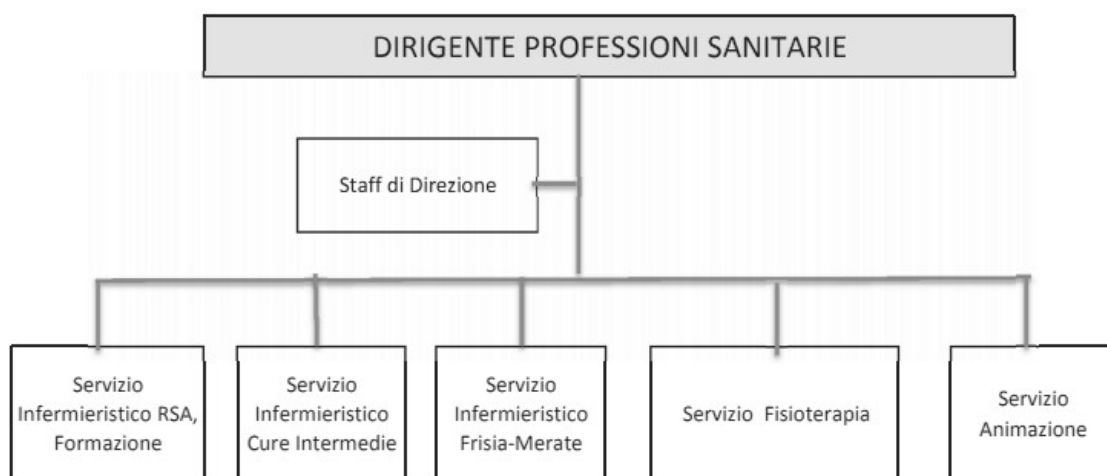 DIRIGENTE PROFESSIONI SANITARIE
Staff di Direzione
Servizio
Infermieristico RSA,
Formazione
Servizio
Infermieristico
Cure Intermedie
Servizio
Infermieristico
Frisia-Merate
Servizio Fisioterapia
Servizio
Animazione